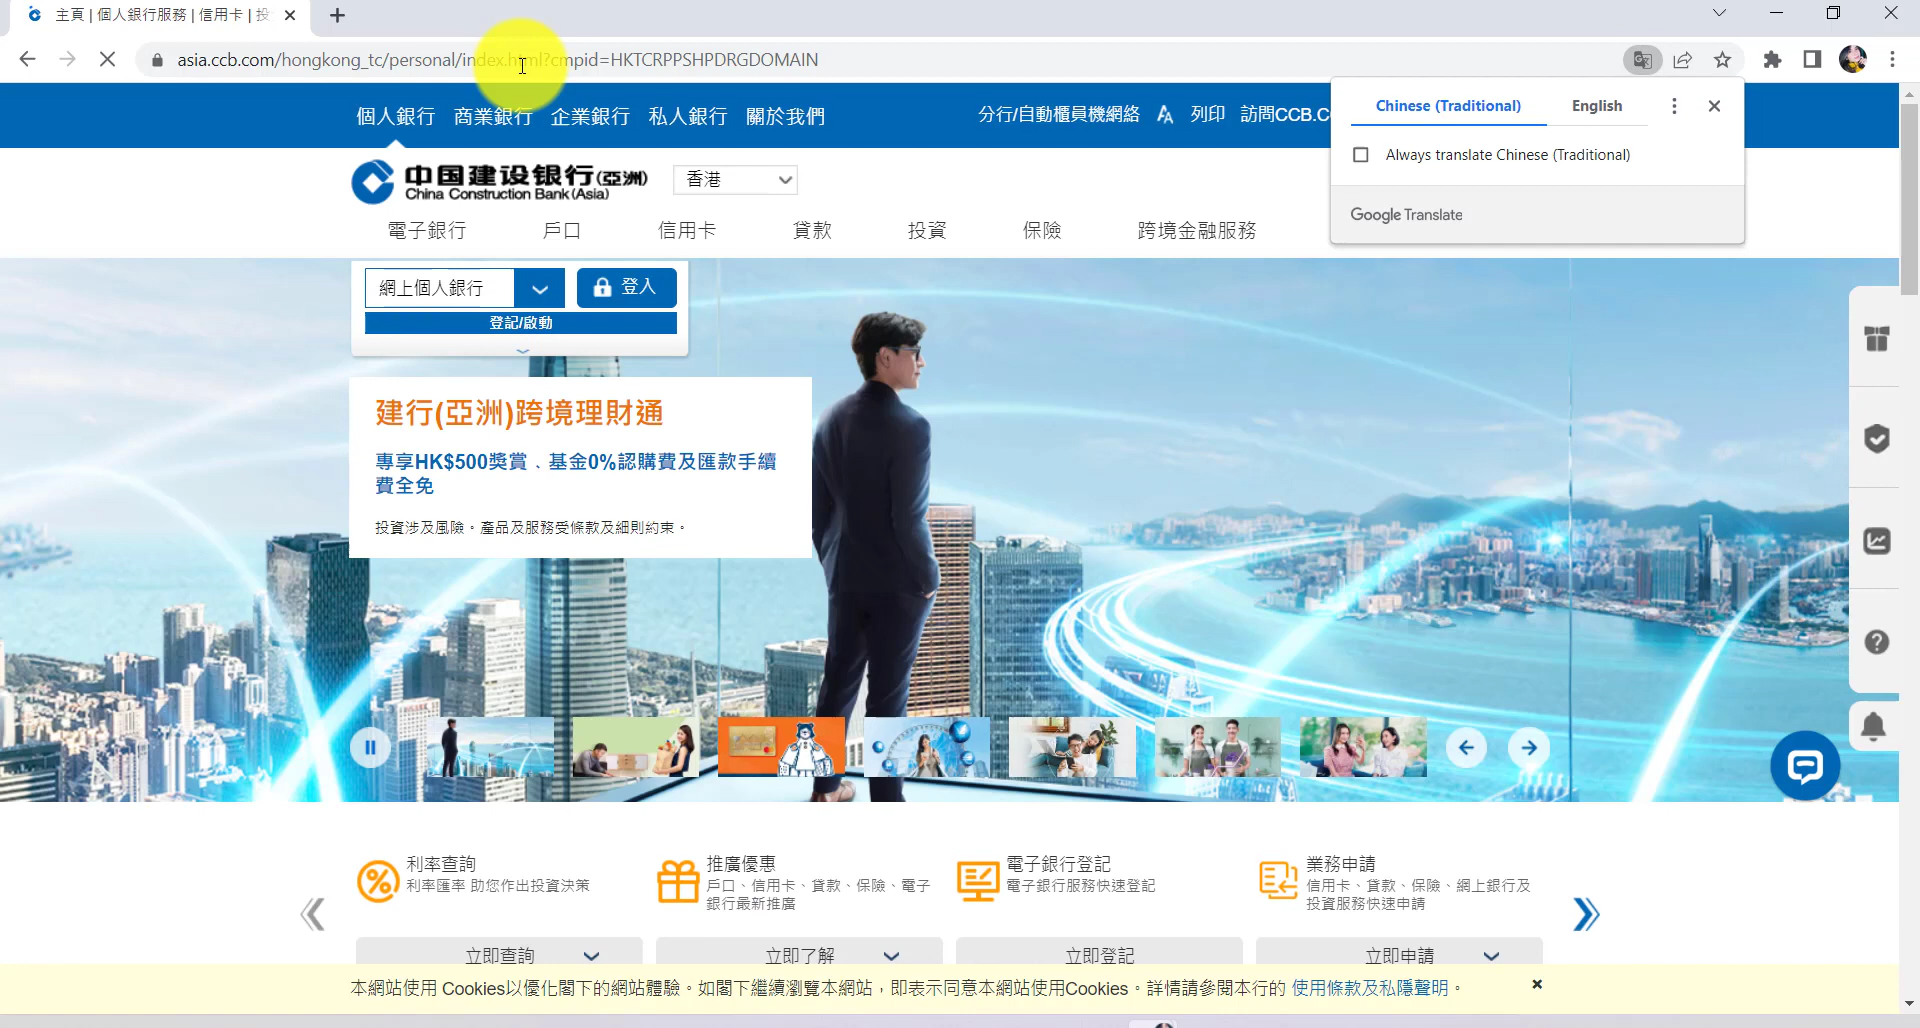 主頁 | 個人銀行服務 | 信用卡 | 投
asia.ccb.com/hongkong_tc/personal/index.html?cmpid=HKTCRPPSHPDRGDOMAIN
個人銀行 商業銀行 企業銀行 私人銀行 關於我們
分行/自動櫃員機網絡 列印 訪問CCB.C
Chinese (Traditional) English
Always translate Chinese (Traditional)
Google Translate
中国建设银行(亞洲)
China Construction Bank (Asia)
香港
電子銀行 戶口 信用卡 貸款 投資 保險 跨境金融服務
網上個人銀行 登入
登記/啟動
建行(亞洲)跨境理財通
專享HK$500獎賞﹑基金0%認購費及匯款手續
費全免
投資涉及風險。產品及服務受條款及細則約束。
利率查詢
利率匯率 助您作出投資決策
立即查詢
推廣優惠
戶口、信用卡、貸款、保險、電子
銀行最新推廣
立即了解
電子銀行登記
電子銀行服務快速登記
立即登記
業務申請
信用卡、貸款、保險、網上銀行及
投資服務快速申請
立即申請
本網站使用 Cookies以優化閣下的網站體驗。如閣下繼續瀏覽本網站，即表示同意本網站使用Cookies。詳情請參閱本行的 使用條款及私隱聲明。